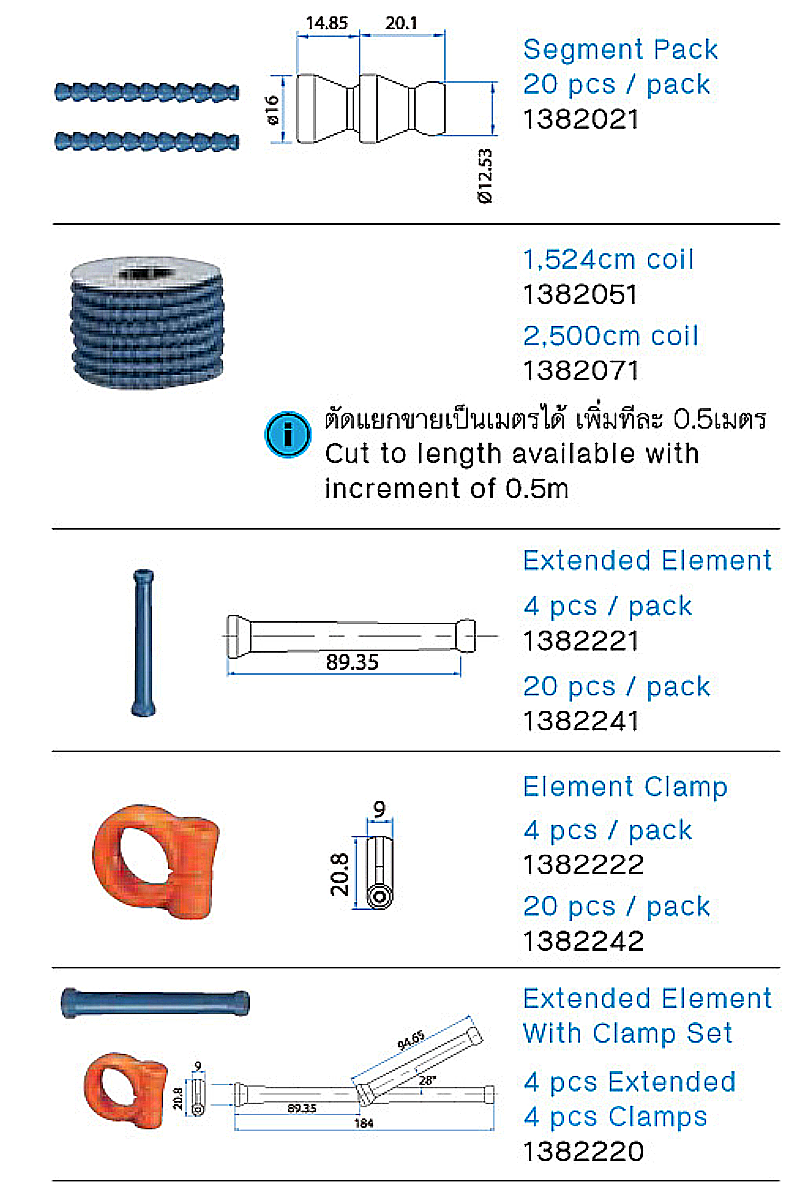 14.85
20.1
ø16
Ø12.53
Segment Pack
20 pcs / pack
1382021
1,524cm coil
1382051
2,500cm coil
1382071
ตัดแยกขายเป็นเมตรได้ เพิ่มทีละ 0.5เมตร
Cut to length available with
increment of 0.5m
Extended Element
4 pcs / pack
1382221
20 pcs / pack
1382241
89.35
Element Clamp
4 pcs / pack
1382222
20 pcs / pack
1382242
9
20.8
Extended Element
With Clamp Set
4 pcs Extended
4 pcs Clamps
1382220
9
20.8
94.65
28°
89.35
184